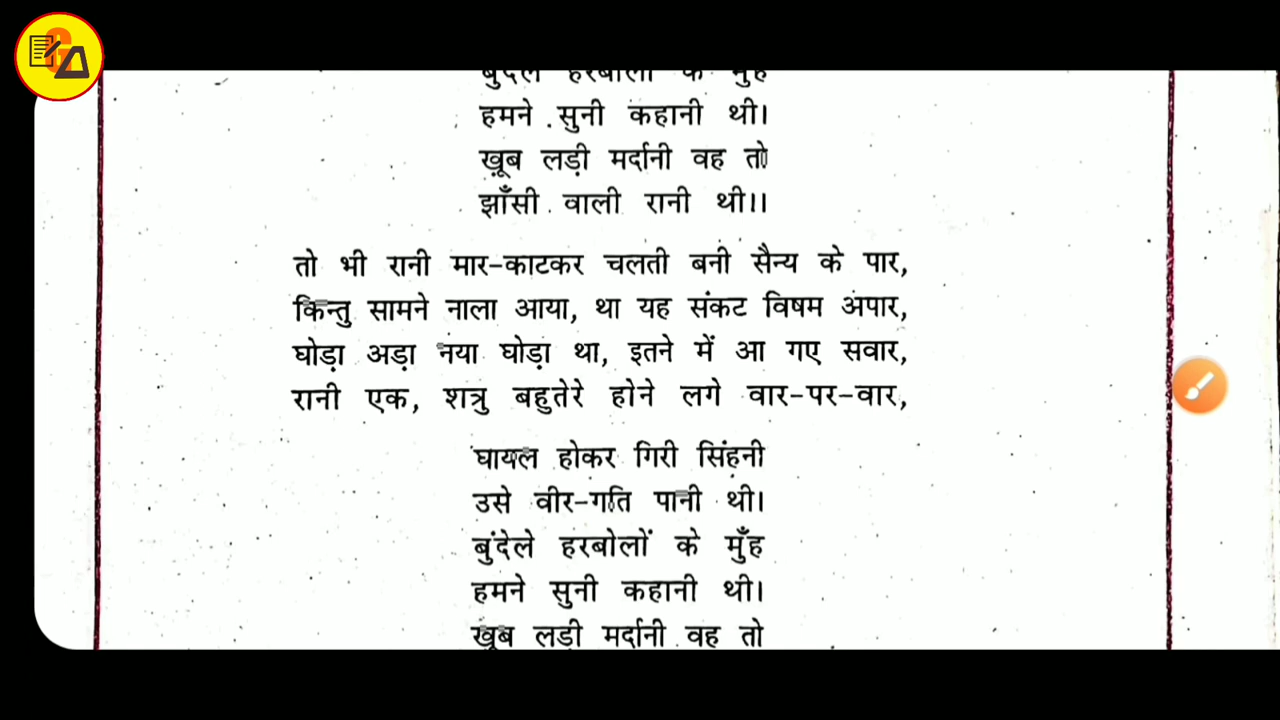 बुंदेले हरबोलों के मुँह
हमने सुनी कहानी थी।
ख़ूब लड़ी मर्दानी वह तो
झाँसी वाली रानी थी।।
तो भी रानी मार-काटकर चलती बनी सैन्य के पार,
किन्तु सामने नाला आया, था यह संकट विषम अपार,
घोड़ा अड़ा नया घोड़ा था, इतने में आ गए सवार,
रानी एक, शत्रु बहुतेरे होने लगे वार-पर-वार,
घायल होकर गिरी सिंहनी
उसे वीर-गति पानी थी।
बुंदेले हरबोलों के मुँह
हमने सुनी कहानी थी।
ख़ूब लड़ी मर्दानी वह तो